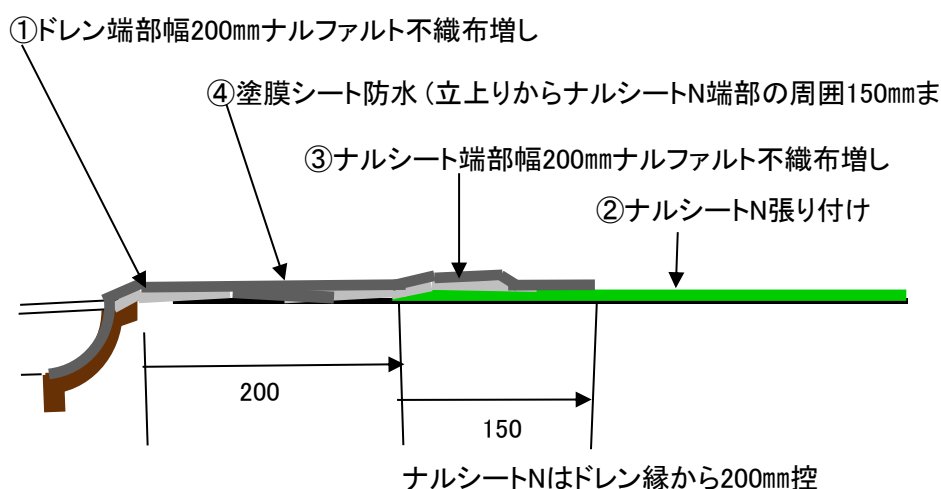 ①ドレン端部幅200㎜ナルファルト不織布増し
④塗膜シート防水（立上りからナルシートN端部の周囲150㎜ま
③ナルシート端部幅200㎜ナルファルト不織布増し
②ナルシートN張り付け
200
150
ナルシートNはドレン縁から200㎜控